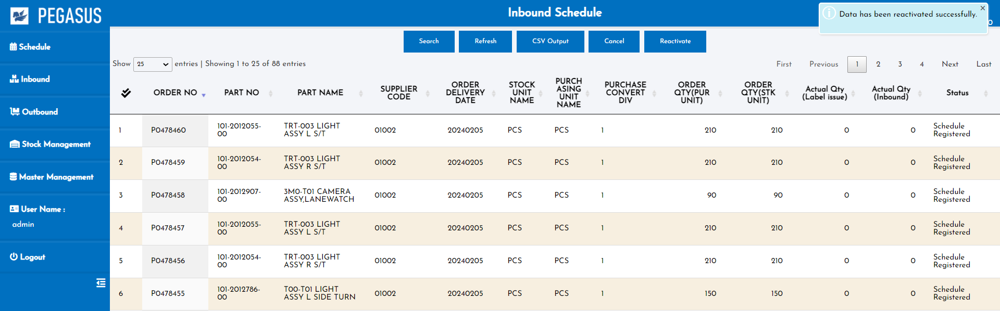 PEGASUS
Inbound Schedule
Data has been reactivated successfully.
×
Schedule
Inbound
Outbound
Stock Management
Master Management
User Name :
admin
Logout
Search Refresh CSV Output Cancel Reactivate
Show 25 entries | Showing 1 to 25 of 88 entries
First Previous 1 2 3 4 Next Last
ORDER NO
PART NO
PART NAME
SUPPLIER
CODE
ORDER
DELIVERY
DATE
STOCK
UNIT
NAME
PURCH
ASING
UNIT
NAME
PURCHASE
CONVERT
DIV
ORDER
QTY(PUR
UNIT)
ORDER
QTY(STK
UNIT)
Actual Qty
(Label issue)
Actual Qty
(Inbound)
Status
1 P0478460 101-2012055- TRT-003 LIGHT 01002 20240205 PCS PCS 1 210 210 0 0 Schedule
00 ASSY L S/T Registered
2 P0478459 101-2012054- TRT-003 LIGHT 01002 20240205 PCS PCS 1 210 210 0 0 Schedule
00 ASSY R S/T Registered
3 P0478458 101-2012907- 3M0-T01 CAMERA 01002 20240205 PCS PCS 1 90 90 0 0 Schedule
00 ASSY,LANEWATCH Registered
4 P0478457 101-2012055- TRT-003 LIGHT 01002 20240205 PCS PCS 1 210 210 0 0 Schedule
00 ASSY L S/T Registered
5 P0478456 101-2012054- TRT-003 LIGHT 01002 20240205 PCS PCS 1 210 210 0 0 Schedule
00 ASSY R S/T Registered
6 P0478455 101-2012786- T00-T01 LIGHT 01002 20240205 PCS PCS 1 150 150 0 0 Schedule
00 ASSY L SIDE TURN Registered